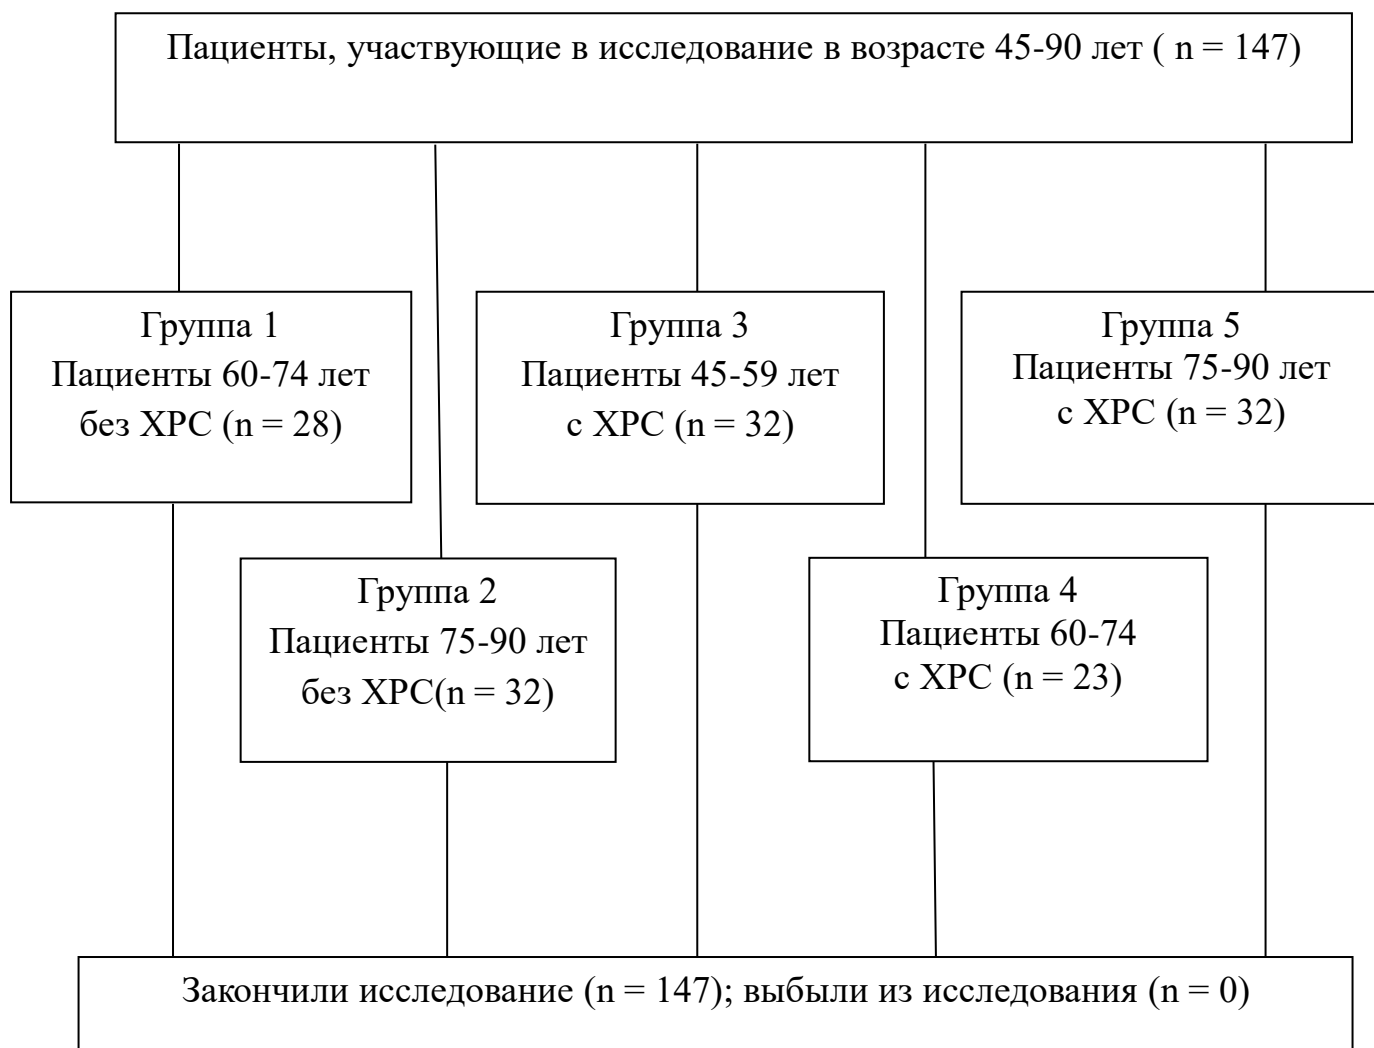 Пациенты, участвующие в исследование в возрасте 45-90 лет ( n = 147)
Группа 1
Пациенты 60-74 лет
без ХРС (n = 28)
Группа 3
Пациенты 45-59 лет
с ХРС (n = 32)
Группа 5
Пациенты 75-90 лет
с ХРС (n = 32)
Группа 2
Пациенты 75-90 лет
без ХРС(n = 32)
Группа 4
Пациенты 60-74
с ХРС (n = 23)
Закончили исследование (n = 147); выбыли из исследования (n = 0)